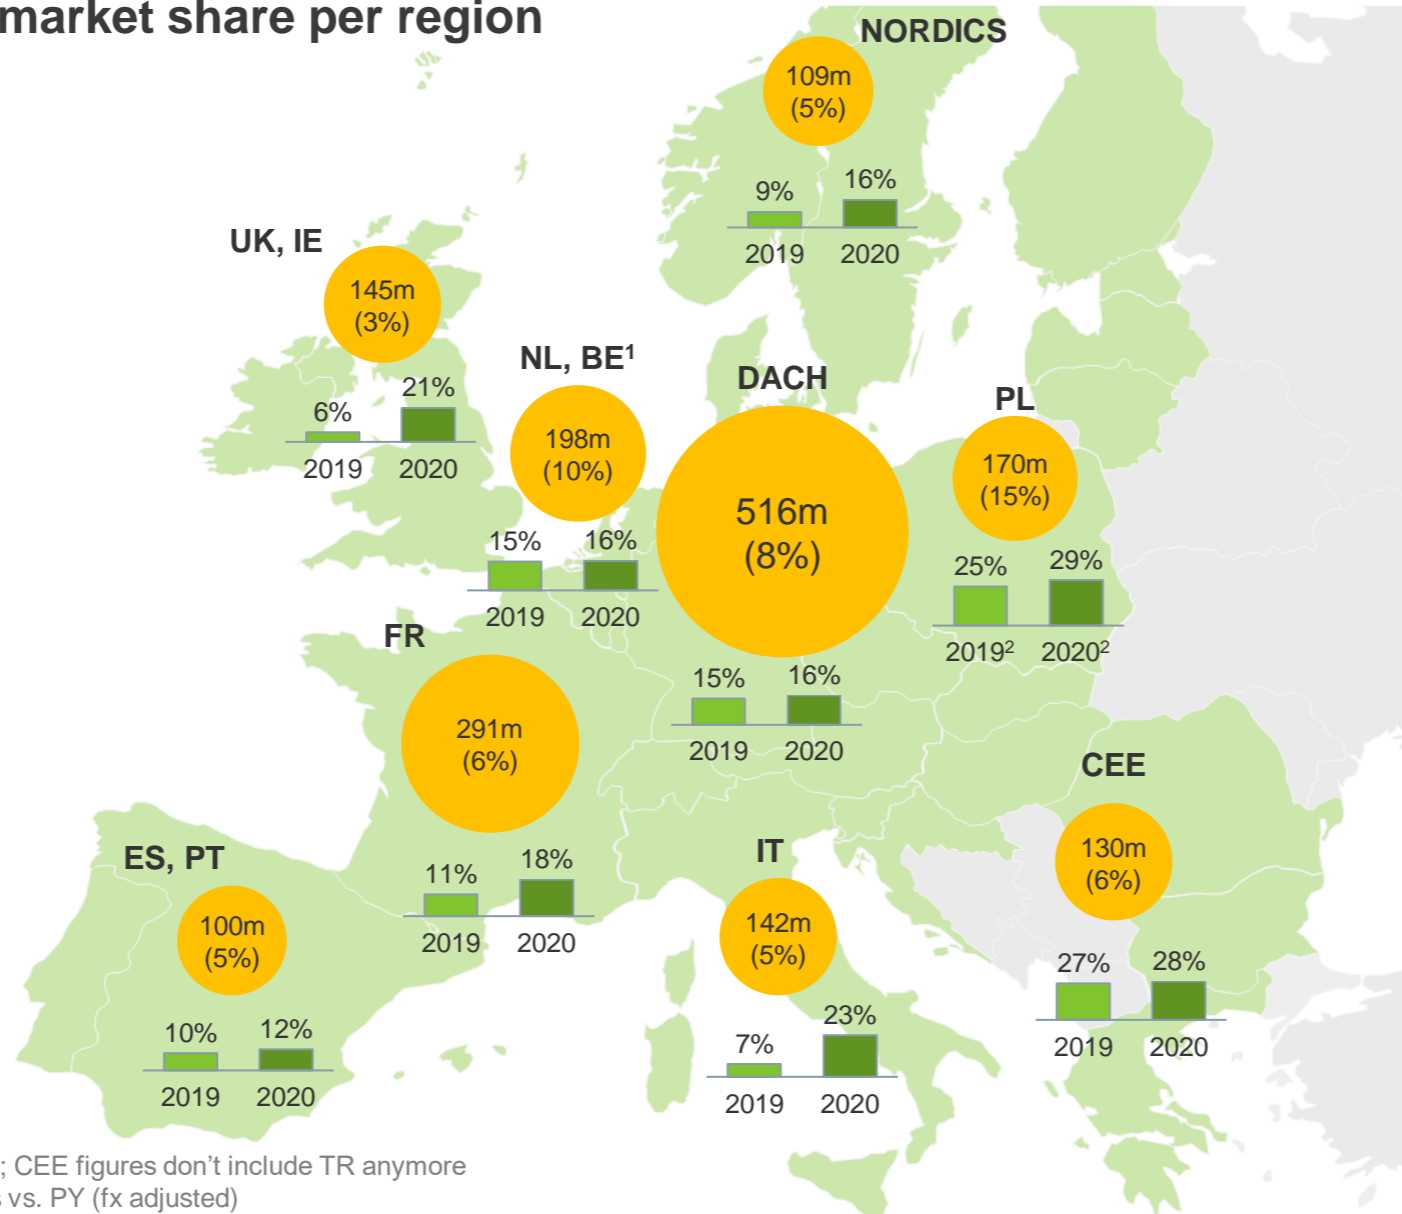 market share per region
NORDICS
109m
(5%)
9% 16%
2019 2020
UK, IE
145m
(3%)
6% 21%
2019 2020
NL, BE¹
198m
(10%)
15% 16%
2019 2020
DACH
516m
(8%)
15% 16%
2019 2020
PL
170m
(15%)
25% 29%
2019² 2020²
FR
291m
(6%)
11% 18%
2019 2020
CEE
130m
(6%)
27% 28%
2019 2020
ES, PT
100m
(5%)
10% 12%
2019 2020
IT
142m
(5%)
7% 23%
2019 2020
; CEE figures don’t include TR anymore
vs. PY (fx adjusted)